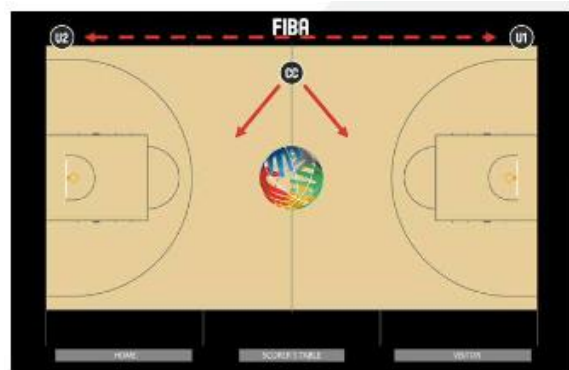 FIBA
U2
U1
CC
HOME
SCORER'S TABLE
VISITOR